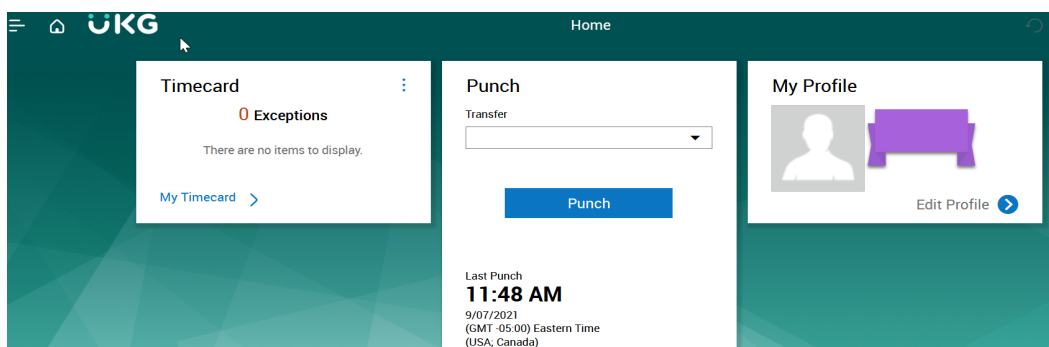 UKG
Home
Timecard
0 Exceptions
There are no items to display.
My Timecard
Punch
Transfer
Punch
Last Punch
11:48 AM
9/07/2021
(GMT -05:00) Eastern Time
(USA; Canada)
My Profile
Edit Profile